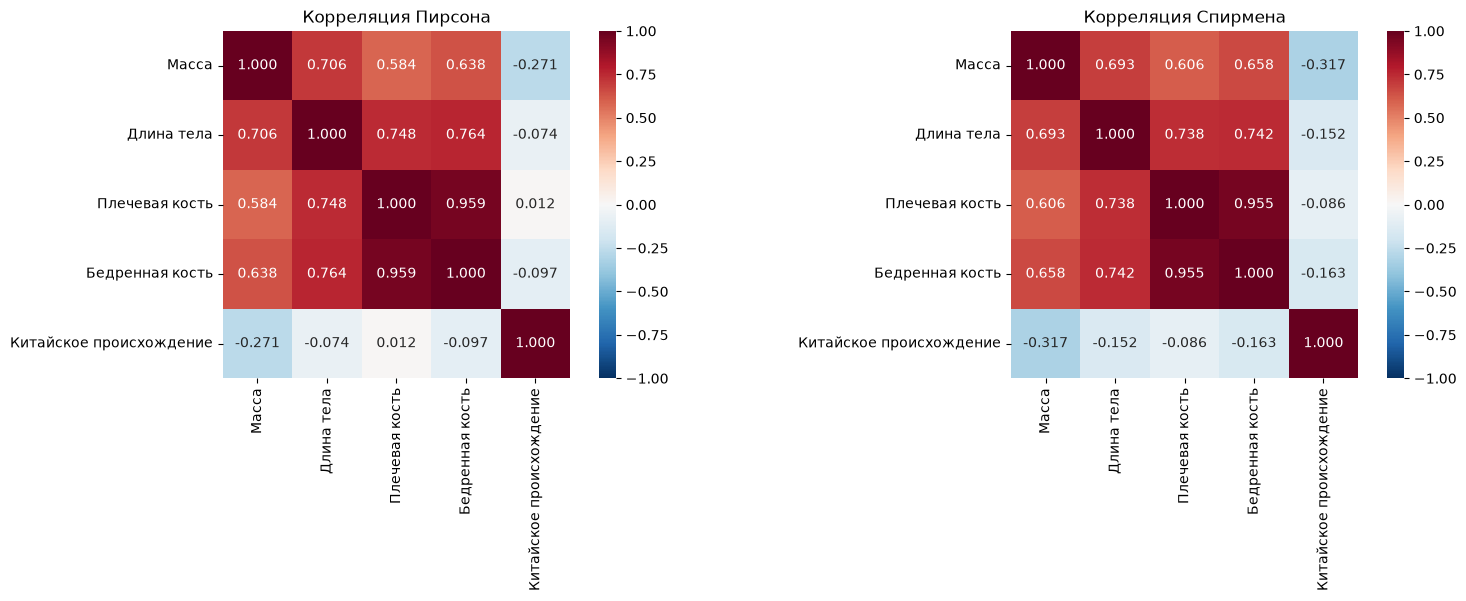 Корреляция Пирсона
Масса 1.000 0.706 0.584 0.638 -0.271
Длина тела 0.706 1.000 0.748 0.764 -0.074
Плечевая кость 0.584 0.748 1.000 0.959 0.012
Бедренная кость 0.638 0.764 0.959 1.000 -0.097
Китайское происхождение -0.271 -0.074 0.012 -0.097 1.000
Масса
Длина тела
Плечевая кость
Бедренная кость
Китайское происхождение
1.00
0.75
0.50
0.25
0.00
−0.25
−0.50
−0.75
−1.00
Корреляция Спирмена
Масса 1.000 0.693 0.606 0.658 -0.317
Длина тела 0.693 1.000 0.738 0.742 -0.152
Плечевая кость 0.606 0.738 1.000 0.955 -0.086
Бедренная кость 0.658 0.742 0.955 1.000 -0.163
Китайское происхождение -0.317 -0.152 -0.086 -0.163 1.000
Масса
Длина тела
Плечевая кость
Бедренная кость
Китайское происхождение
1.00
0.75
0.50
0.25
0.00
−0.25
−0.50
−0.75
−1.00